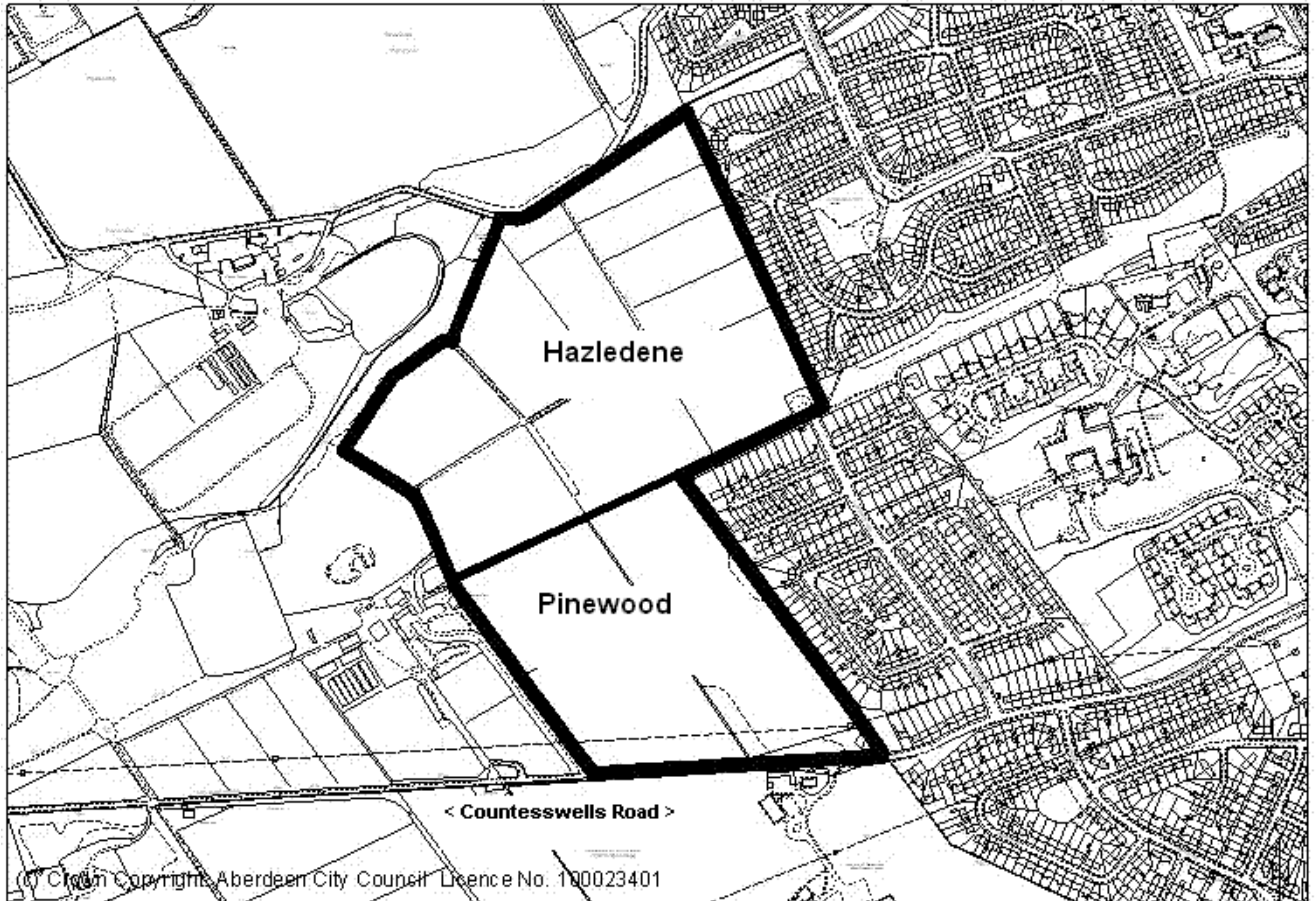 Hazledene
Pinewood
< Countesswells Road >
(c) Crown Copyright Aberdeen City Council Licence No. 100023401